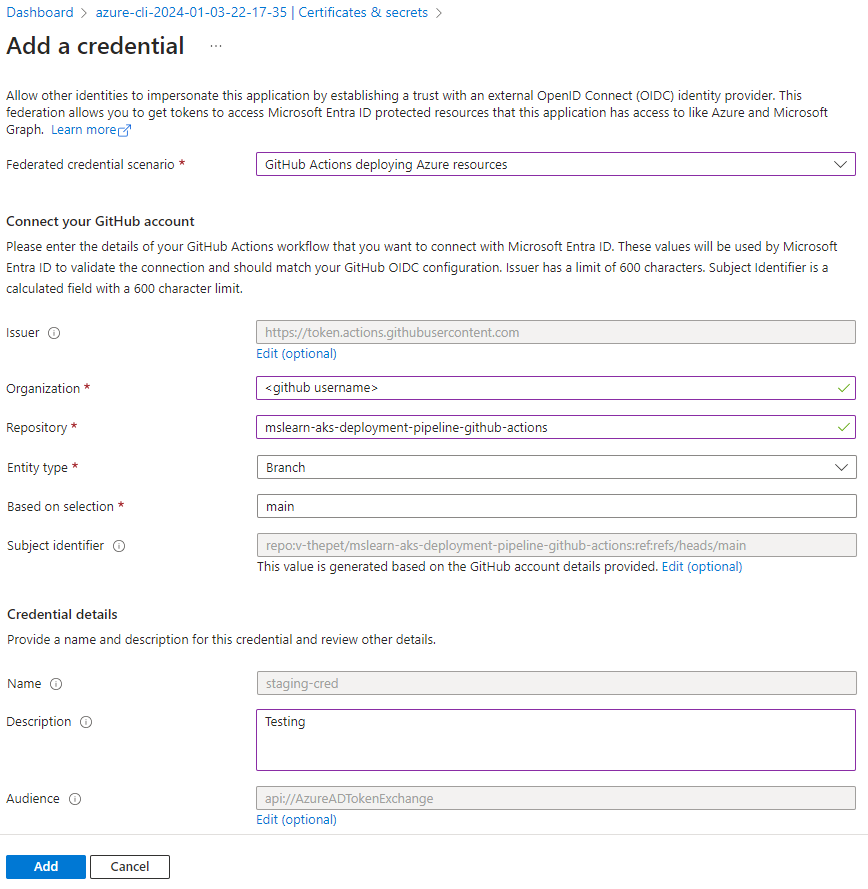 Dashboard > azure-cli-2024-01-03-22-17-35 | Certificates & secrets >
Add a credential ...
Allow other identities to impersonate this application by establishing a trust with an external OpenID Connect (OIDC) identity provider. This
federation allows you to get tokens to access Microsoft Entra ID protected resources that this application has access to like Azure and Microsoft
Graph. Learn more
Federated credential scenario * GitHub Actions deploying Azure resources
Connect your GitHub account
Please enter the details of your GitHub Actions workflow that you want to connect with Microsoft Entra ID. These values will be used by Microsoft
Entra ID to validate the connection and should match your GitHub OIDC configuration. Issuer has a limit of 600 characters. Subject Identifier is a
calculated field with a 600 character limit.
Issuer https://token.actions.githubusercontent.com
Edit (optional)
Organization * <github username>
Repository * mslearn-aks-deployment-pipeline-github-actions
Entity type * Branch
Based on selection * main
Subject identifier repo:v-thepet/mslearn-aks-deployment-pipeline-github-actions:ref:refs/heads/main
This value is generated based on the GitHub account details provided. Edit (optional)
Credential details
Provide a name and description for this credential and review other details.
Name staging-cred
Description Testing
Audience api://AzureADTokenExchange
Edit (optional)
Add Cancel